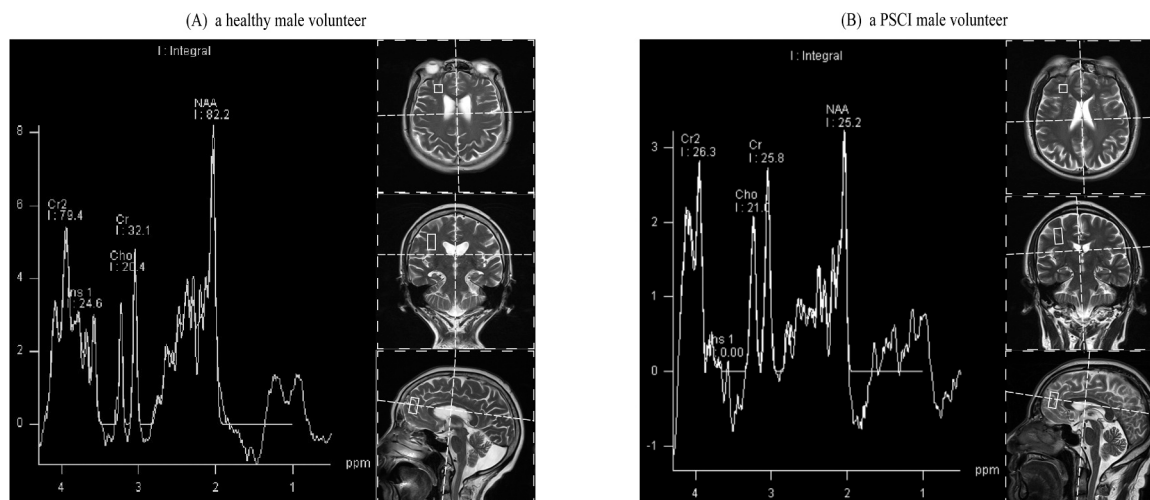 (A) a healthy male volunteer
I : Integral
NAA
I : 82.2
8
6
Cr2
I : 79.4
Cr
I : 32.1
Cho
I : 20.4
4
Ins 1
I : 24.6
2
0
4
3
2
1
ppm
(B) a PSCI male volunteer
I : Integral
NAA
I : 25.2
3
Cr2
I : 26.3
Cr
I : 25.8
Cho
I : 21.0
2
1
Ins 1
I : 0.00
0
-1
4
3
2
1
ppm